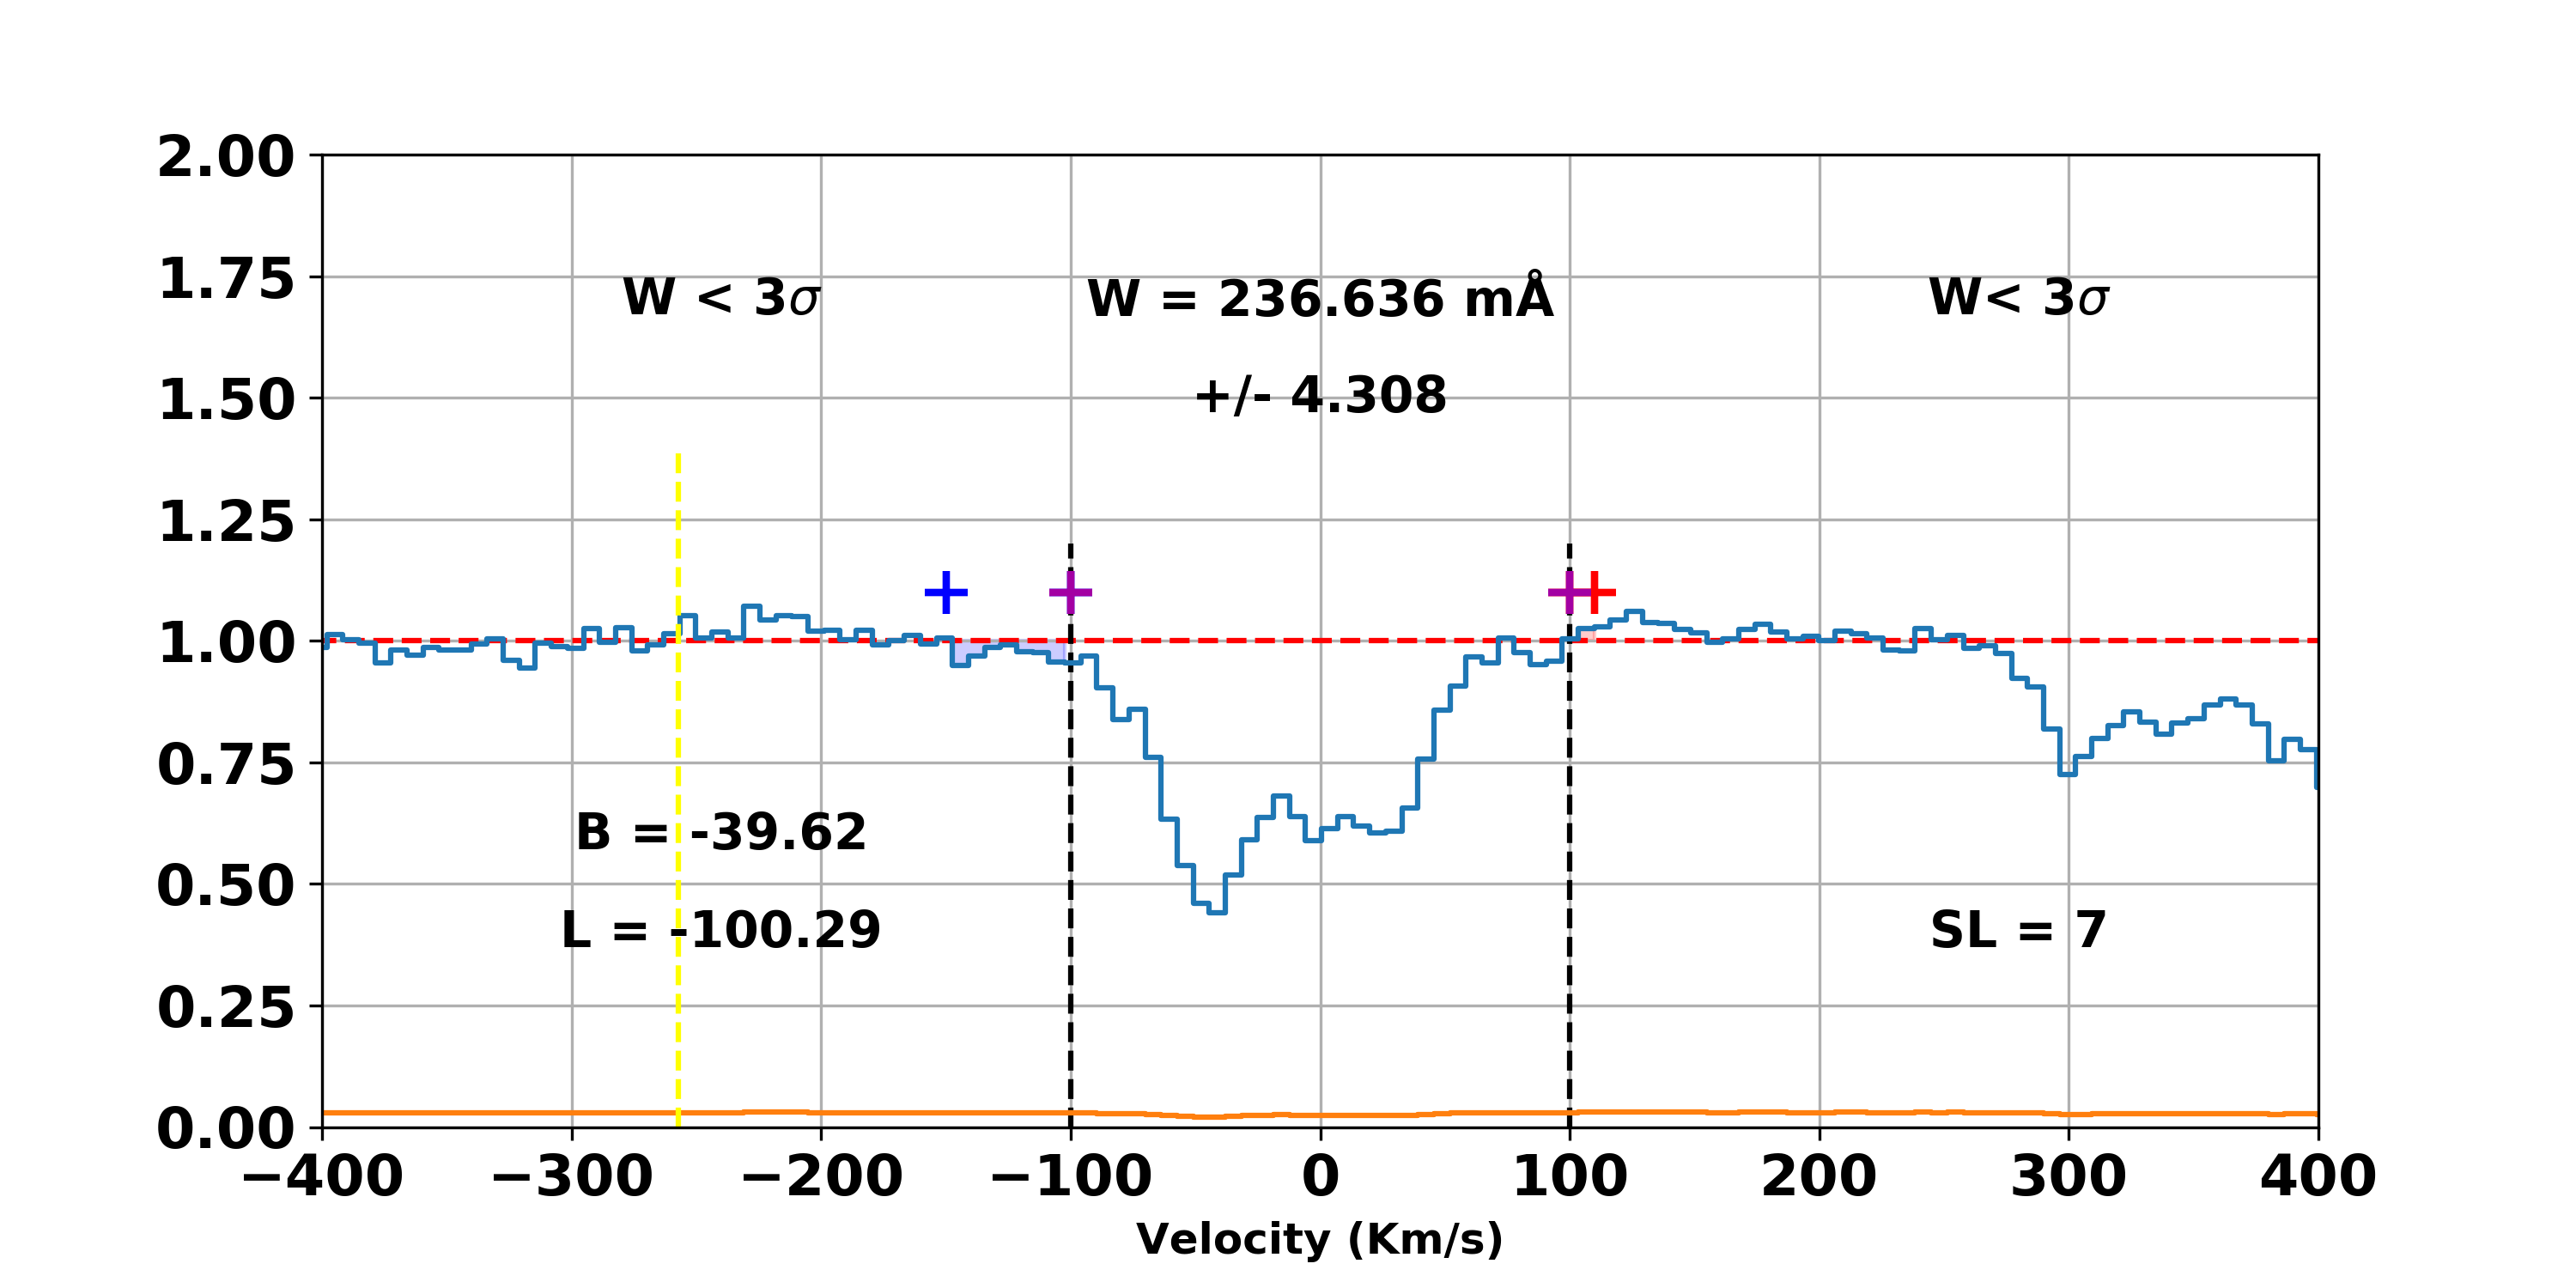 2.00
1.75
W < 3σ W = 236.636 mÅ W< 3σ
1.50
+/- 4.308
1.25
1.00
0.75
B = -39.62
0.50
L = -100.29 SL = 7
0.25
0.00
−400 −300 −200 −100 0 100 200 300 400
Velocity (Km/s)